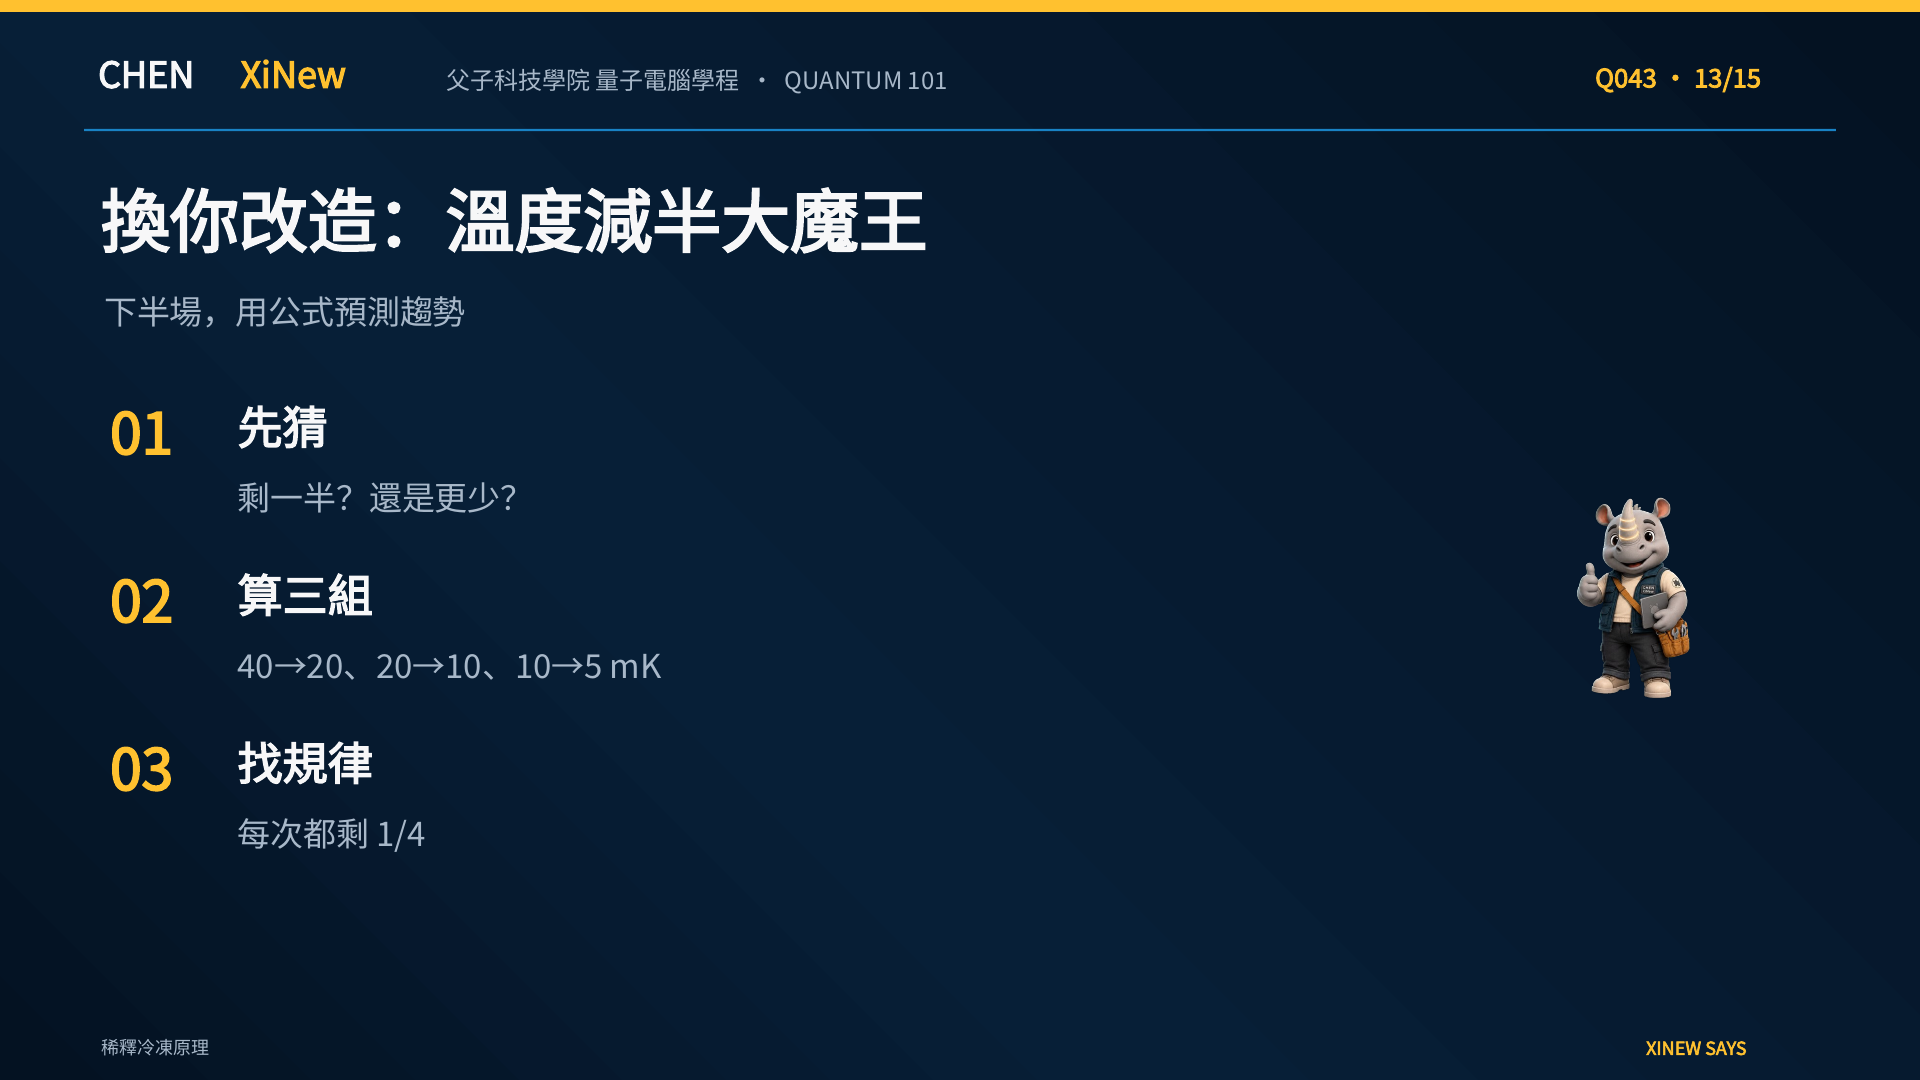 CHEN XiNew 父子科技學院 量子電腦學程 · QUANTUM 101 Q043 · 13/15
換你改造：溫度減半大魔王
下半場，用公式預測趨勢
01 先猜
剩一半？還是更少？
02 算三組
40→20、20→10、10→5 mK
03 找規律
每次都剩 1/4
稀釋冷凍原理 XINEW SAYS